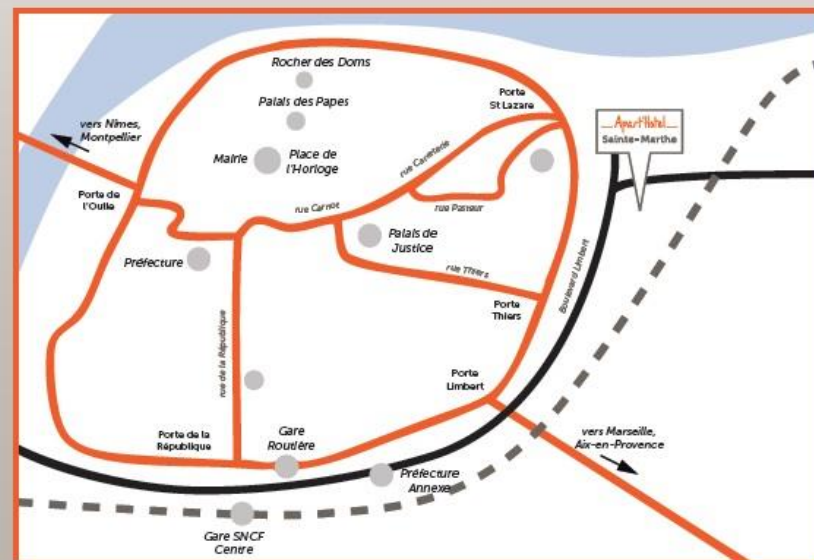 Rocher des Doms
Palais des Papes
Porte
St Lazare
vers Nîmes,
Montpellier
Mairie
Place de
l'Horloge
rue Carreterie
Apart'Hotel
Sainte-Marthe
Porte de
l'Oulle
rue Carnot
rue Pasteur
Palais de
Justice
Préfecture
rue Thiers
Boulevard Limbert
Porte
Thiers
rue de la République
Porte
Limbert
Porte de la
République
Gare
Routière
vers Marseille,
Aix-en-Provence
Préfecture
Annexe
Gare SNCF
Centre